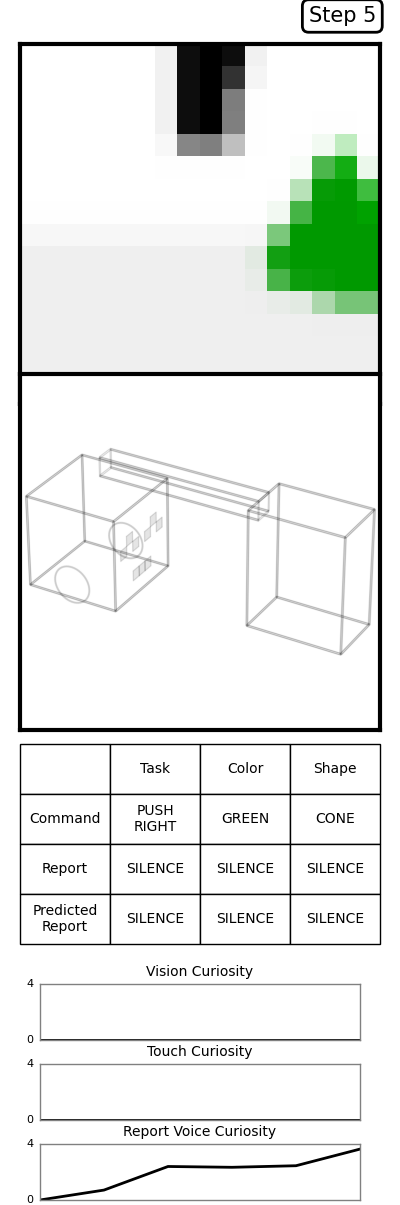 Step 5
Task Color Shape
Command PUSH RIGHT GREEN CONE
Report SILENCE SILENCE SILENCE
Predicted Report SILENCE SILENCE SILENCE
Vision Curiosity
4
0
Touch Curiosity
4
0
Report Voice Curiosity
4
0